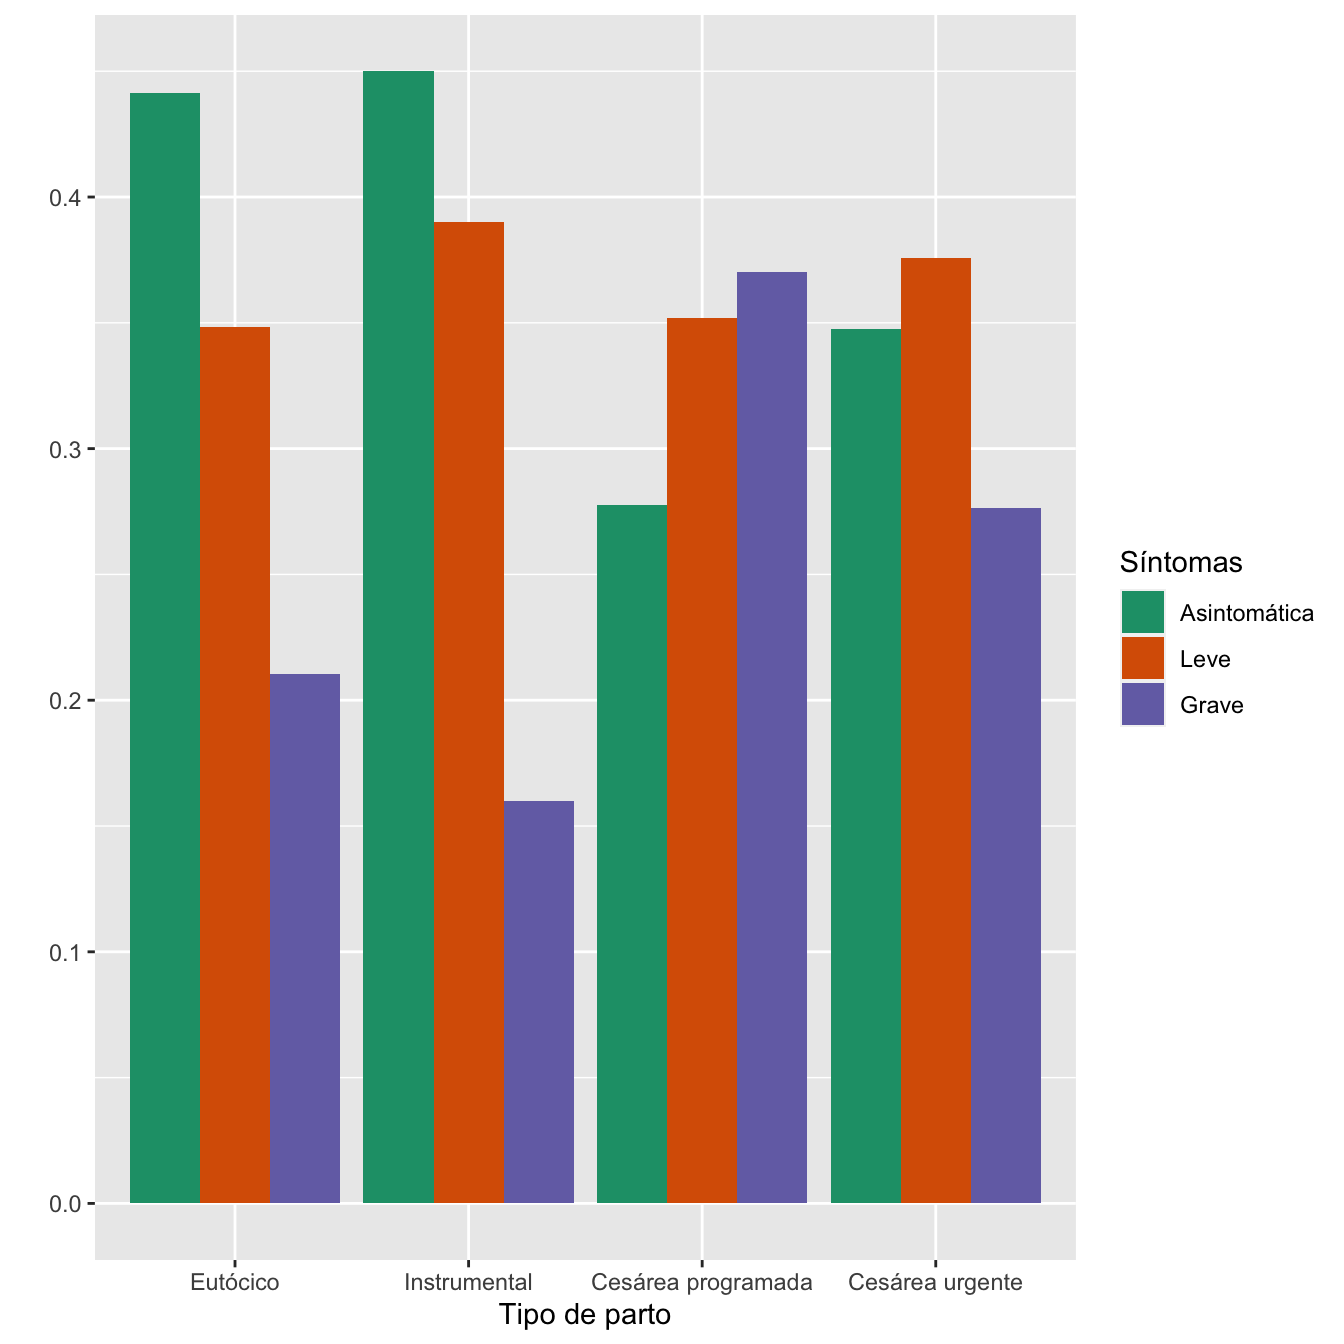 0.4
0.3
0.2
0.1
0.0
Eutócico Instrumental Cesárea programada Cesárea urgente
Tipo de parto
Síntomas
Asintomática
Leve
Grave